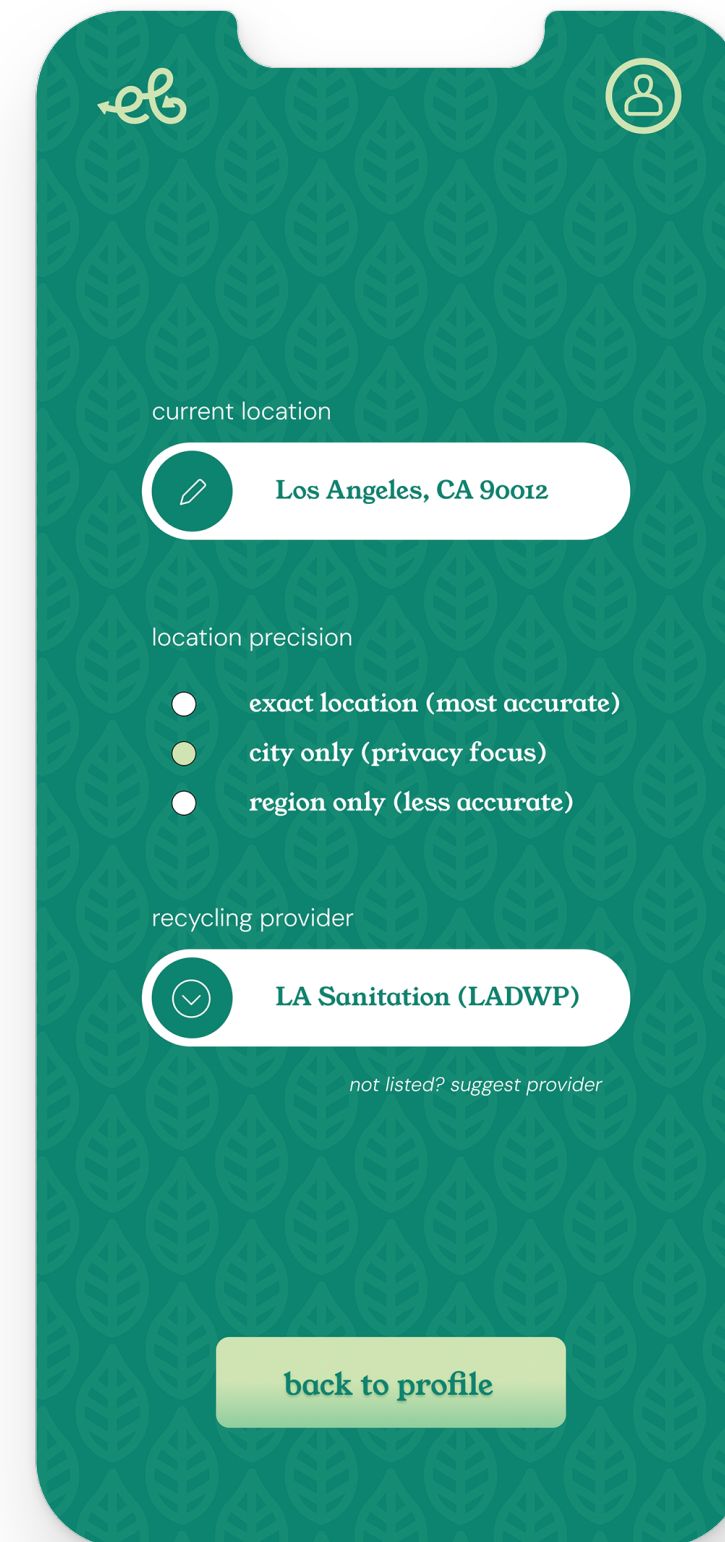 eb
current location
Los Angeles, CA 90012
location precision
exact location (most accurate)
city only (privacy focus)
region only (less accurate)
recycling provider
LA Sanitation (LADWP)
not listed? suggest provider
back to profile